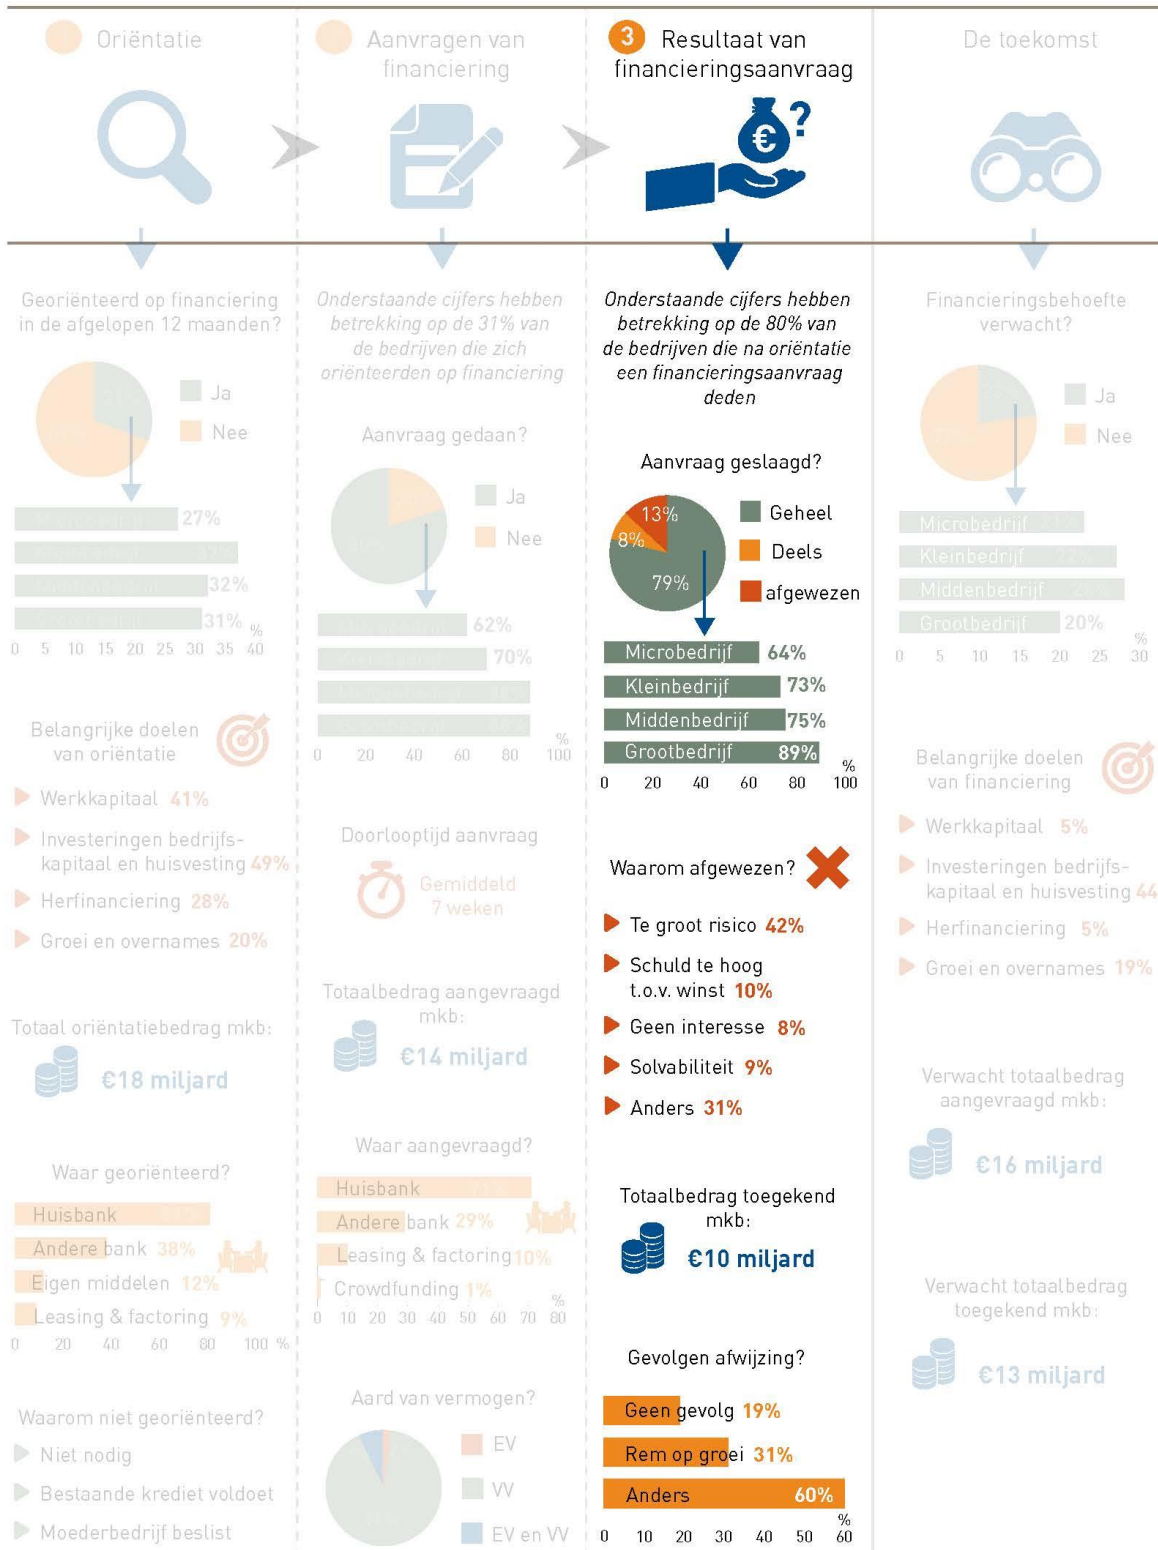 Oriëntatie
Georiënteerd op financiering
in de afgelopen 12 maanden?
Ja
Nee
27%
32%
31%
%
0 5 10 15 20 25 30 35 40
Belangrijke doelen
van oriëntatie
Werkkapitaal 41%
Investeringen bedrijfs-
kapitaal en huisvesting 49%
Herfinanciering 28%
Groei en overnames 20%
Totaal oriëntatiebedrag mkb:
€18 miljard
Waar georiënteerd?
Huisbank
Andere bank 38%
Eigen middelen 12%
Leasing & factoring 9%
0 20 40 60 80 100 %
Waarom niet georiënteerd?
Niet nodig
Bestaande krediet voldoet
Moederbedrijf beslist
Aanvragen van
financiering
Onderstaande cijfers hebben
betrekking op de 31% van
de bedrijven die zich
oriënteerden op financiering
Aanvraag gedaan?
Ja
Nee
62%
70%
%
0 20 40 60 80 100
Doorlooptijd aanvraag
Gemiddeld
7 weken
Totaalbedrag aangevraagd
mkb:
€14 miljard
Waar aangevraagd?
Huisbank
Andere bank 29%
Leasing & factoring 10%
Crowdfunding 1%
%
0 10 20 30 40 50 60 70 80
Aard van vermogen?
EV
VV
EV en VV
3 Resultaat van
financieringsaanvraag
€ ?
Onderstaande cijfers hebben
betrekking op de 80% van
de bedrijven die na oriëntatie
een financieringsaanvraag
deden
Aanvraag geslaagd?
13%
8%
79%
Geheel
Deels
afgewezen
Microbedrijf 64%
Kleinbedrijf 73%
Middenbedrijf 75%
Grootbedrijf 89%
%
0 20 40 60 80 100
Waarom afgewezen?
Te groot risico 42%
Schuld te hoog
t.o.v. winst 10%
Geen interesse 8%
Solvabiliteit 9%
Anders 31%
Totaalbedrag toegekend
mkb:
€10 miljard
Gevolgen afwijzing?
Geen gevolg 19%
Rem op groei 31%
Anders 60%
%
0 10 20 30 40 50 60
De toekomst
Financieringsbehoefte
verwacht?
Ja
Nee
Microbedrijf
Kleinbedrijf
Middenbedrijf
Grootbedrijf 20%
%
0 5 10 15 20 25 30
Belangrijke doelen
van financiering
Werkkapitaal 5%
Investeringen bedrijfs-
kapitaal en huisvesting 44
Herfinanciering 5%
Groei en overnames 19%
Verwacht totaalbedrag
aangevraagd mkb:
€16 miljard
Verwacht totaalbedrag
toegekend mkb:
€13 miljard